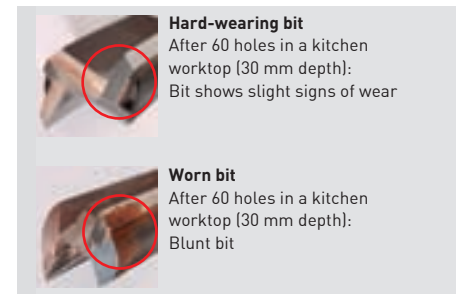 Hard-wearing bit
After 60 holes in a kitchen
worktop (30 mm depth):
Bit shows slight signs of wear
Worn bit
After 60 holes in a kitchen
worktop (30 mm depth):
Blunt bit